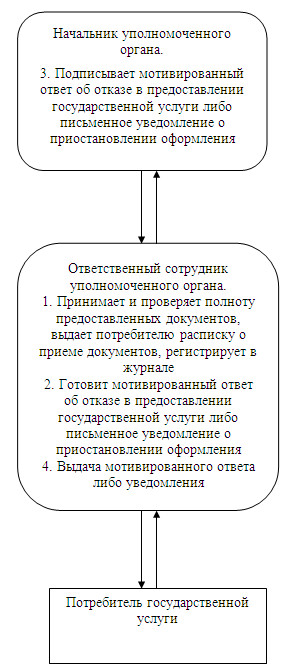 Начальник уполномоченного
органа.
3. Подписывает мотивированный
ответ об отказе в предоставлении
государственной услуги либо
письменное уведомление о
приостановлении оформления
Ответственный сотрудник
уполномоченного органа.
1. Принимает и проверяет полноту
предоставленных документов,
выдает потребителю расписку о
приеме документов, регистрирует в
журнале
2. Готовит мотивированный ответ
об отказе в предоставлении
государственной услуги либо
письменное уведомление о
приостановлении оформления
4. Выдача мотивированного ответа
либо уведомления
Потребитель государственной
услуги